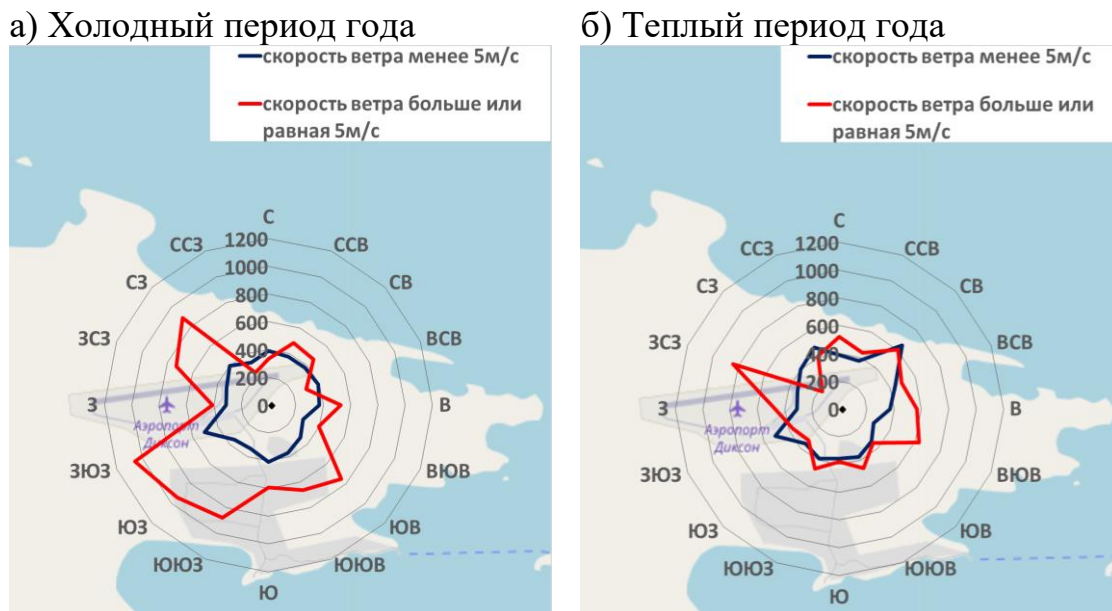 а) Холодный период года
скорость ветра менее 5м/с
скорость ветра больше или
равная 5м/с
С
ССЗ
ССВ
1200
СЗ
1000
СВ
800
ЗСЗ
600
ВСВ
400
200
З
0
В
Аэропорт
Диксон
ЗЮЗ
ВЮВ
ЮЗ
ЮВ
ЮЮЗ
ЮЮВ
Ю
б) Теплый период года
скорость ветра менее 5м/с
скорость ветра больше или
равная 5м/с
С
ССЗ
ССВ
1200
СЗ
1000
СВ
800
ЗСЗ
600
ВСВ
400
200
З
0
В
Аэропорт
Диксон
ЗЮЗ
ВЮВ
ЮЗ
ЮВ
ЮЮЗ
ЮЮВ
Ю